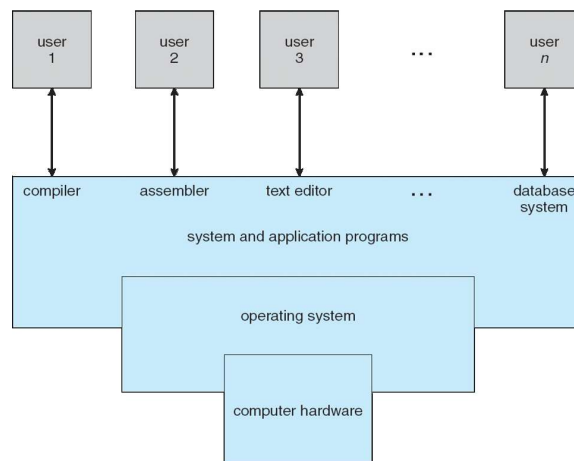 user
1
user
2
user
3
...
user
n
compiler
assembler
text editor
...
database
system
system and application programs
operating system
computer hardware